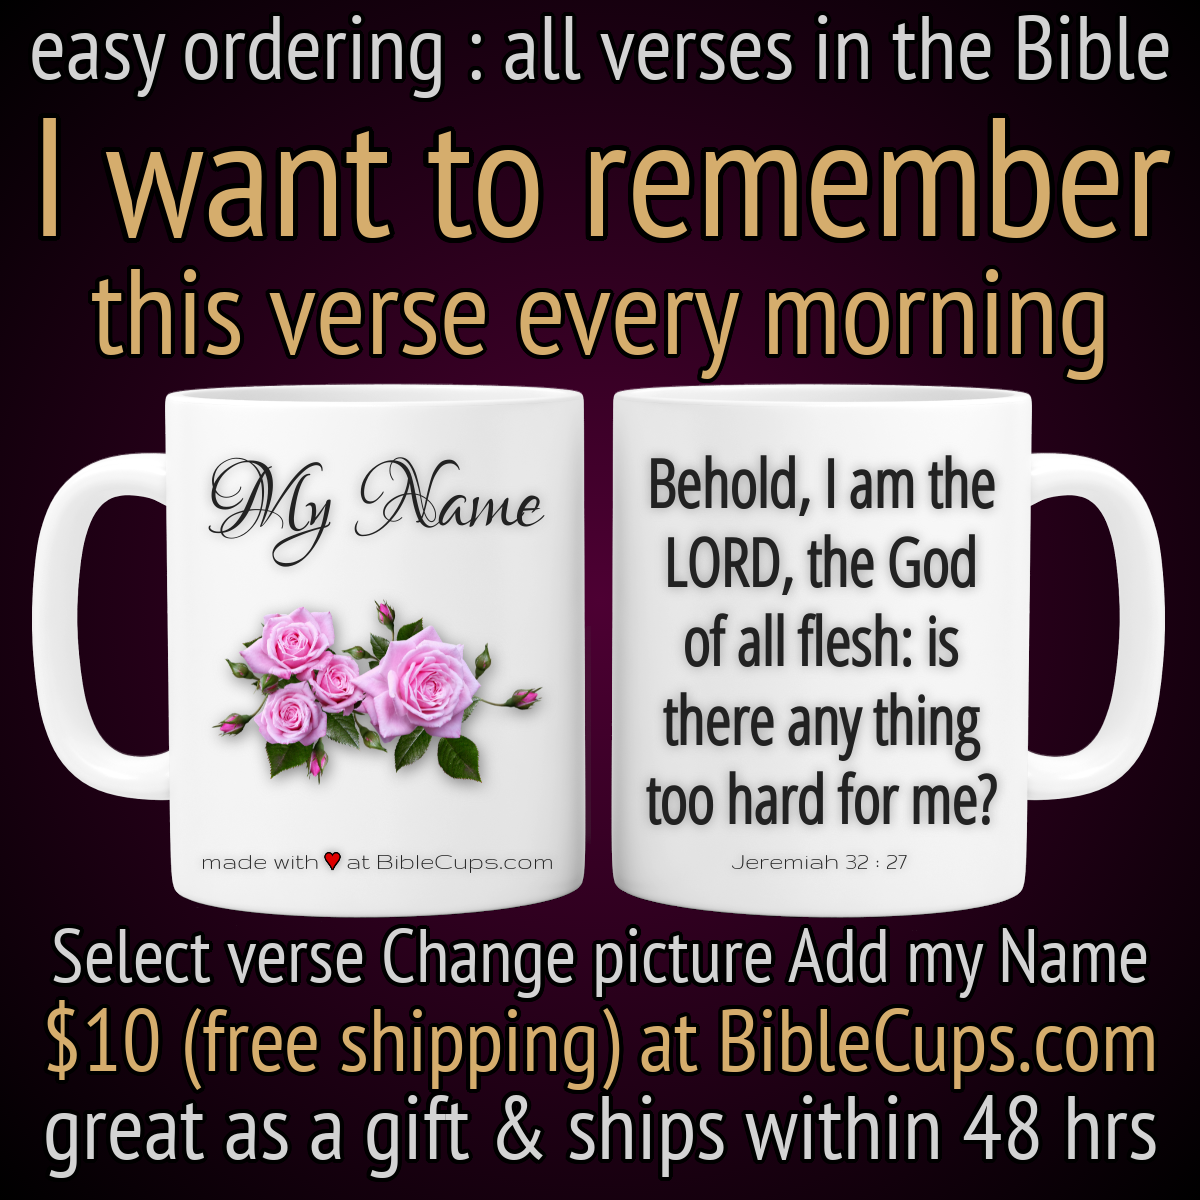 easy ordering : all verses in the Bible
I want to remember
this verse every morning
My Name
made with ❤ at BibleCups.com
Behold, I am the
LORD, the God
of all flesh: is
there any thing
too hard for me?
Jeremiah 32 : 27
Select verse Change picture Add my Name
$10 (free shipping) at BibleCups.com
great as a gift & ships within 48 hrs